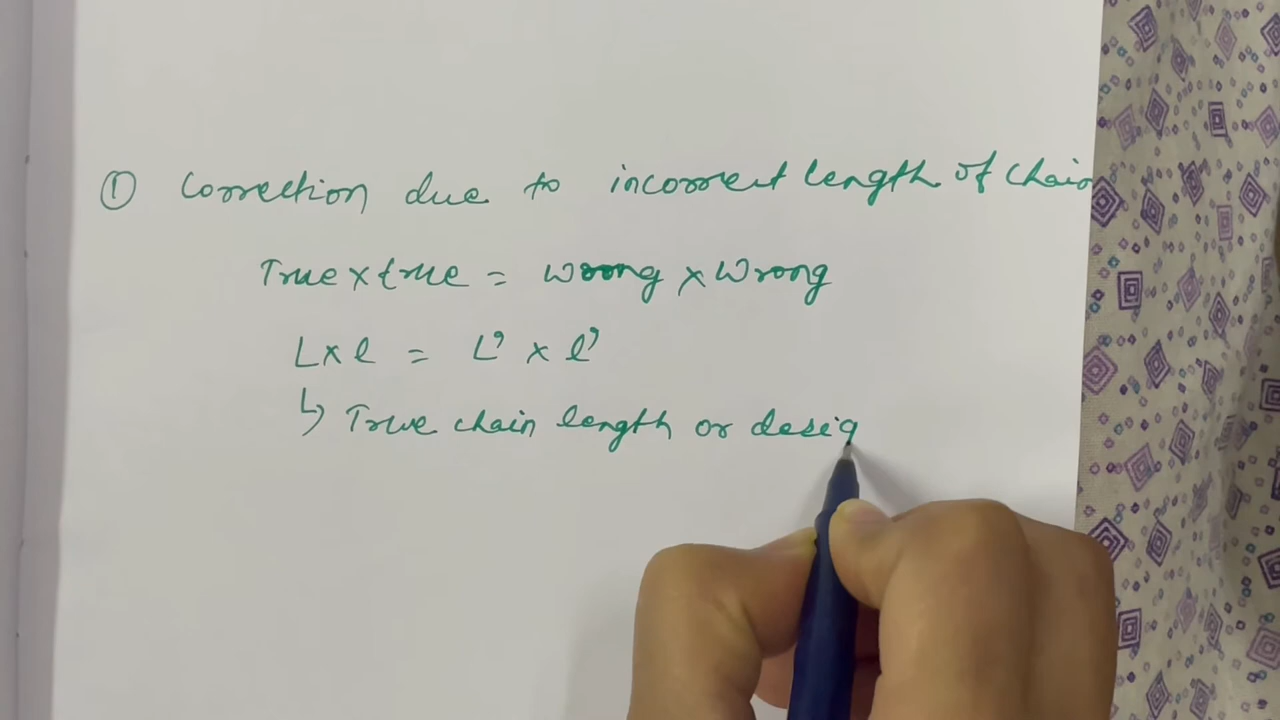 ① Correction due to incorrect length of chain
True x true = wrong x Wrong
L x l = L' x l'
↳ True chain length or desig